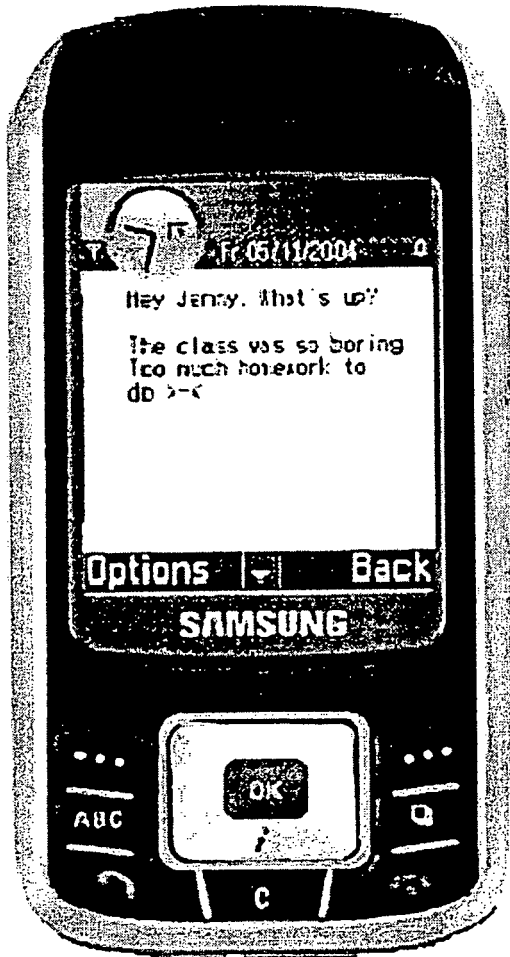 Fr 05/11/2004
Hey Jenny. What's up?
The class was so boring
Too much homework to
do >-<
Options Back
SAMSUNG
OK
ABC
C